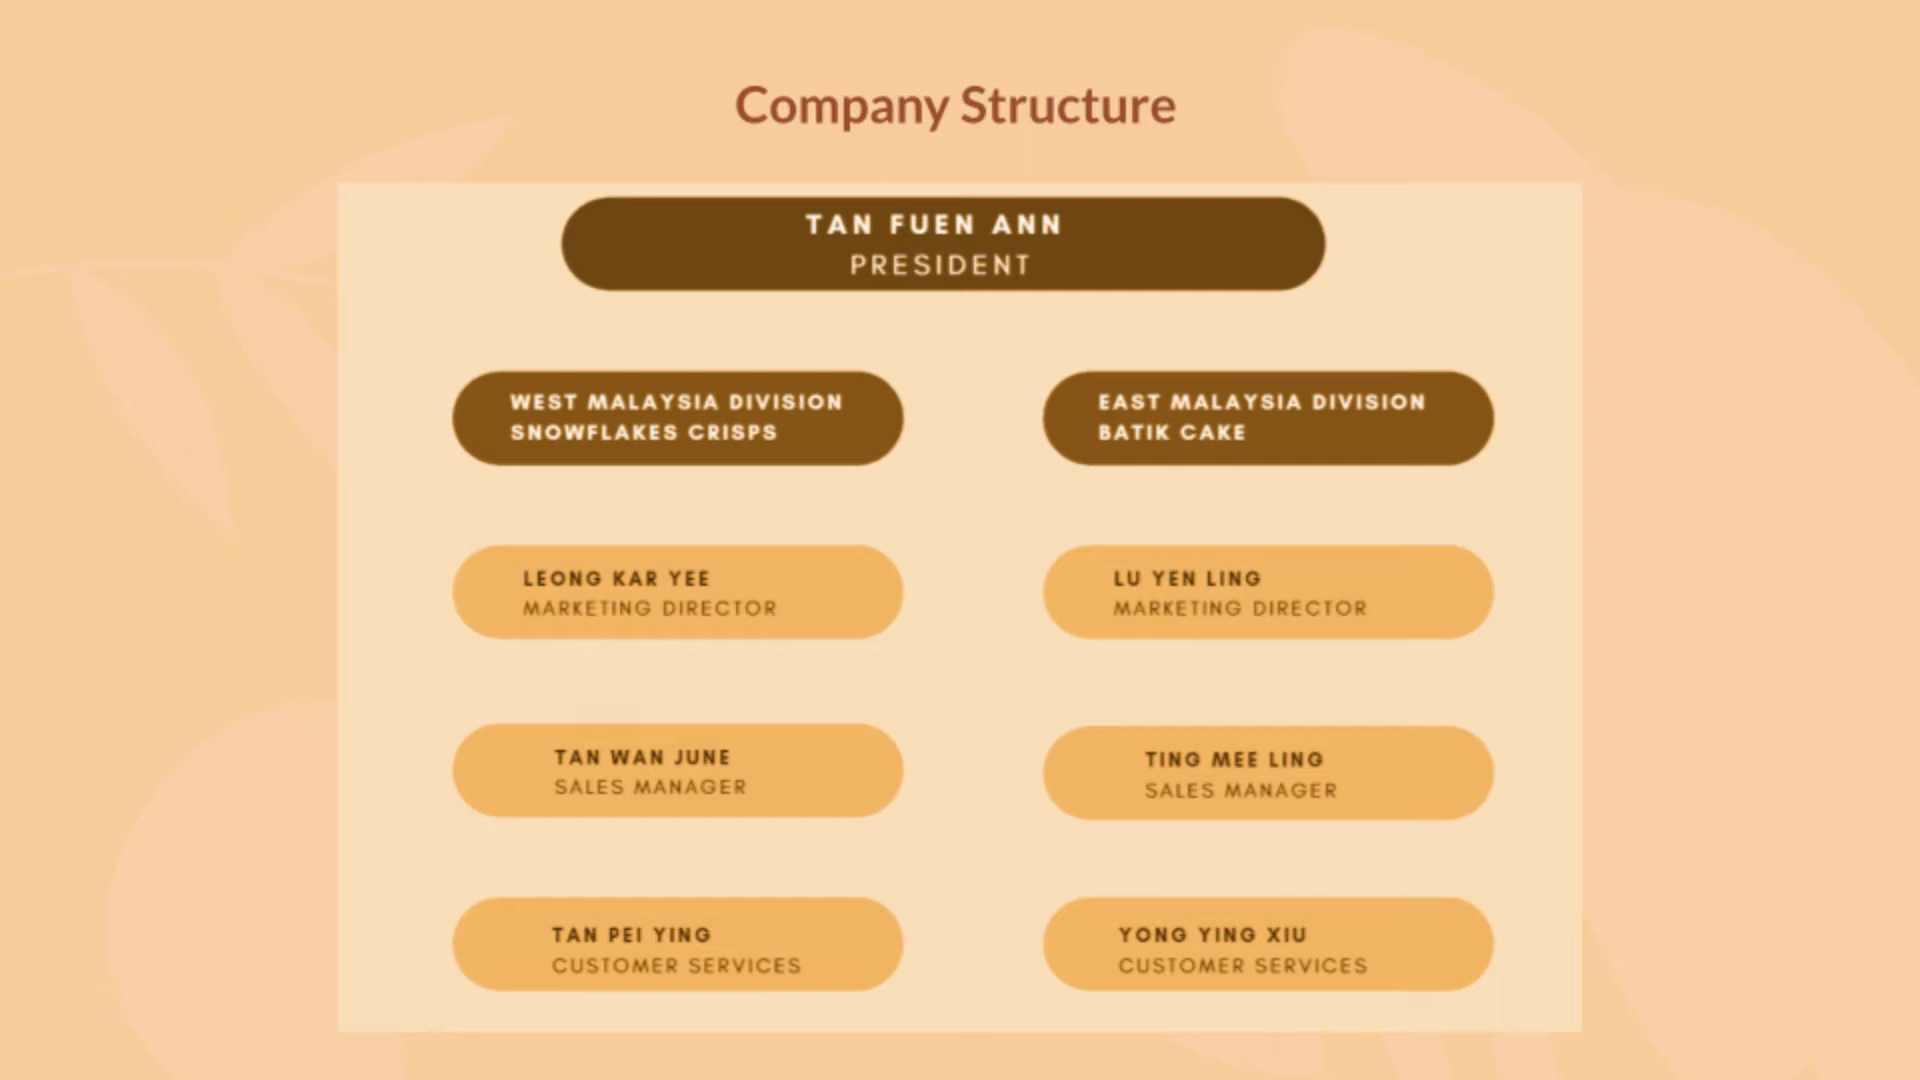 Company Structure
TAN FUEN ANN
PRESIDENT
WEST MALAYSIA DIVISION
SNOWFLAKES CRISPS
EAST MALAYSIA DIVISION
BATIK CAKE
LEONG KAR YEE
MARKETING DIRECTOR
LU YEN LING
MARKETING DIRECTOR
TAN WAN JUNE
SALES MANAGER
TING MEE LING
SALES MANAGER
TAN PEI YING
CUSTOMER SERVICES
YONG YING XIU
CUSTOMER SERVICES